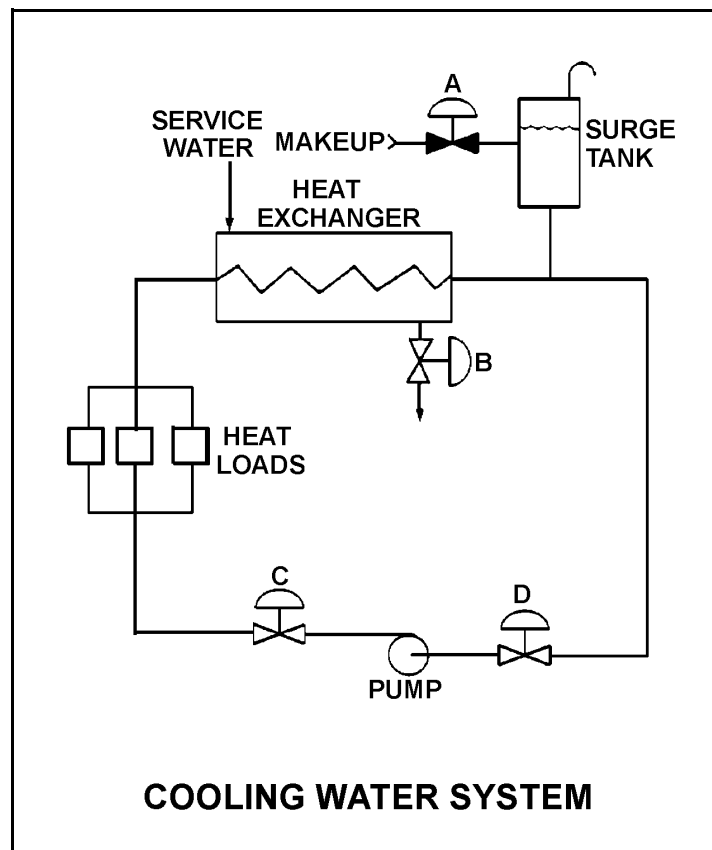 A
SERVICE
WATER
MAKEUP
SURGE
TANK
HEAT
EXCHANGER
B
HEAT
LOADS
C
D
PUMP
COOLING WATER SYSTEM